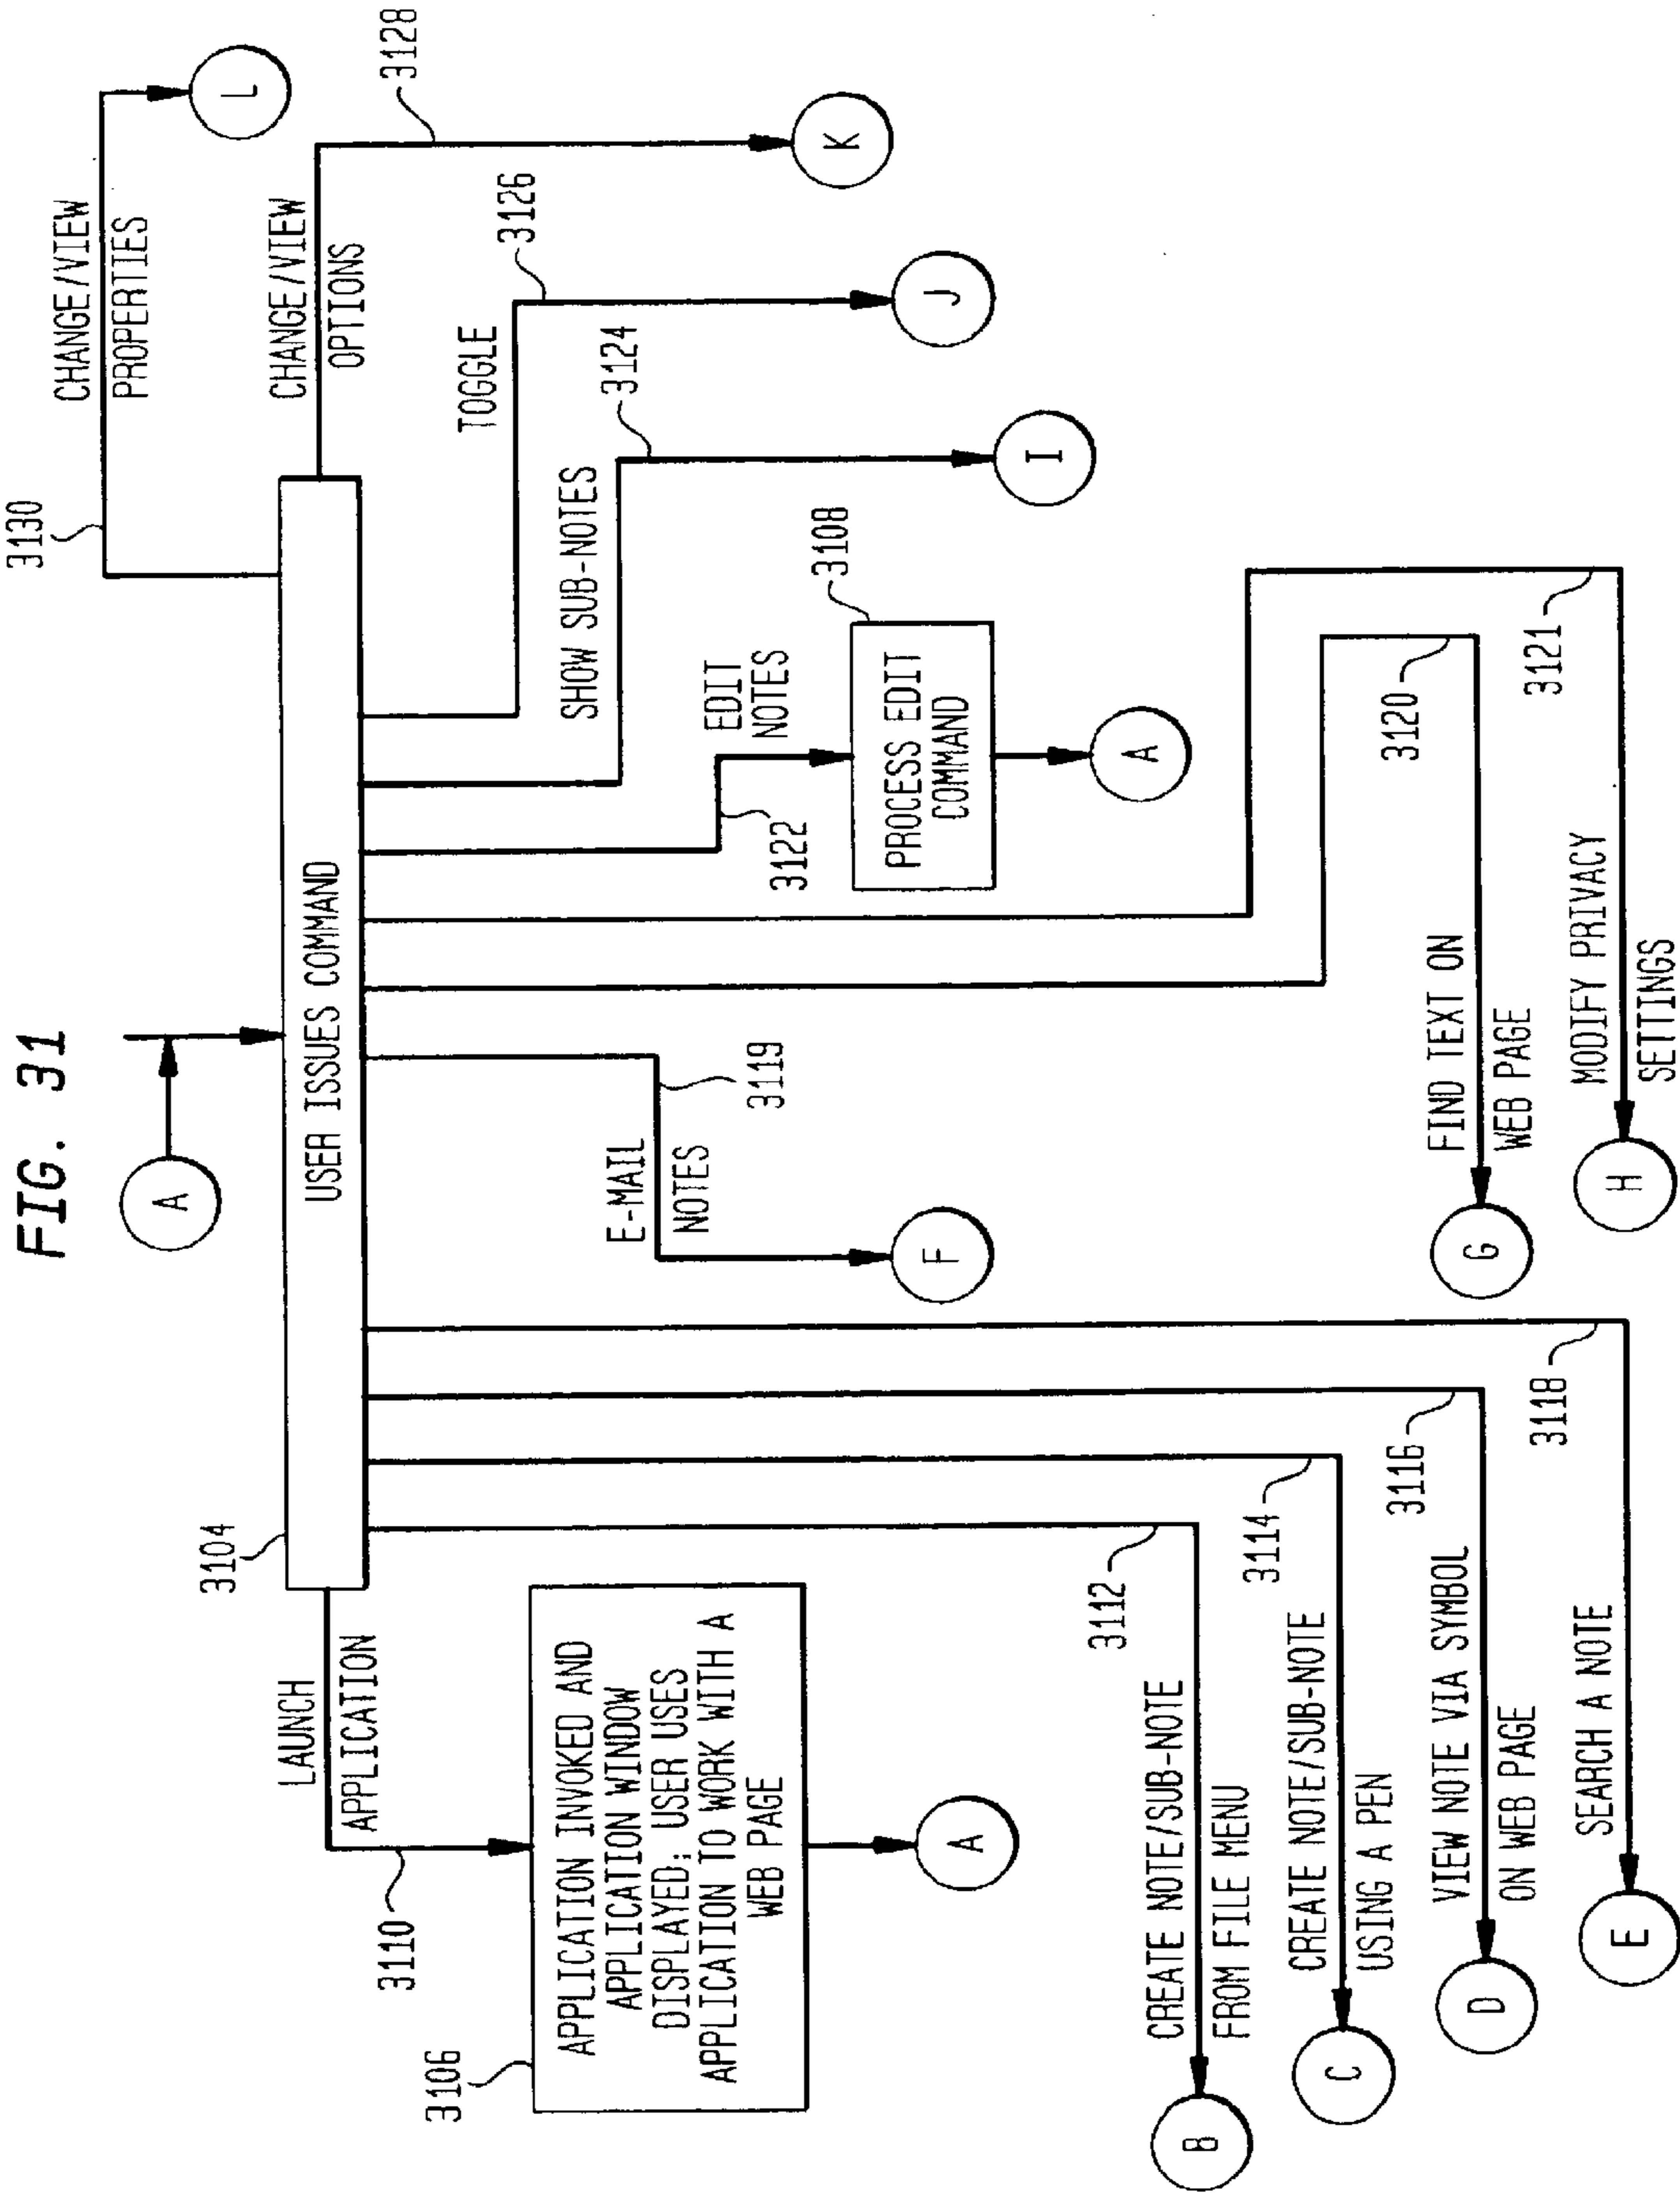 FIG. 31
A
3130
CHANGE/VIEW
PROPERTIES
L
3104
USER ISSUES COMMAND
CHANGE/VIEW
OPTIONS
3128
K
LAUNCH
APPLICATION
3110
3106
APPLICATION INVOKED AND
APPLICATION WINDOW
DISPLAYED; USER USES
APPLICATION TO WORK WITH A
WEB PAGE
A
E-MAIL
NOTES
3119
F
3122
EDIT
NOTES
3108
PROCESS EDIT
COMMAND
A
SHOW SUB-NOTES
3124
I
TOGGLE
3126
J
3112
CREATE NOTE/SUB-NOTE
FROM FILE MENU
B
3114
CREATE NOTE/SUB-NOTE
USING A PEN
C
3116
VIEW NOTE VIA SYMBOL
ON WEB PAGE
D
3118
SEARCH A NOTE
E
FIND TEXT ON
WEB PAGE
3120
G
MODIFY PRIVACY
SETTINGS
3121
H